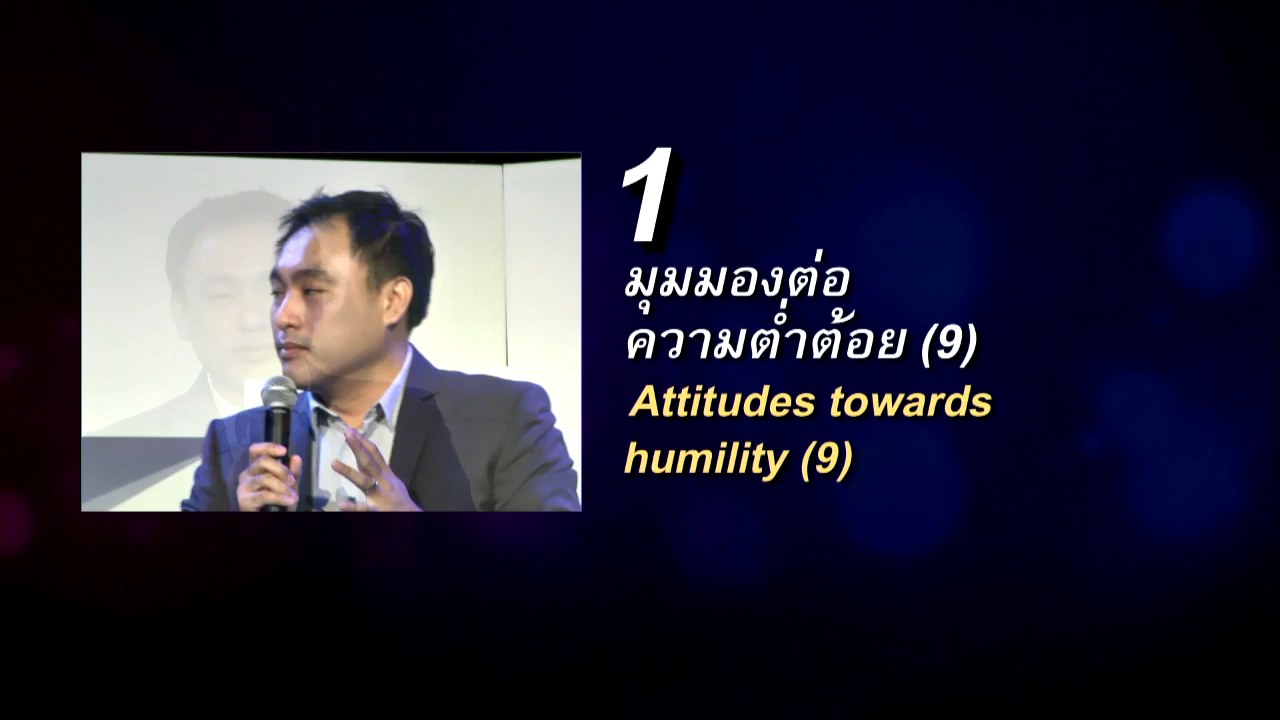 1
มุมมองต่อ
ความต่ำต้อย (9)
Attitudes towards
humility (9)